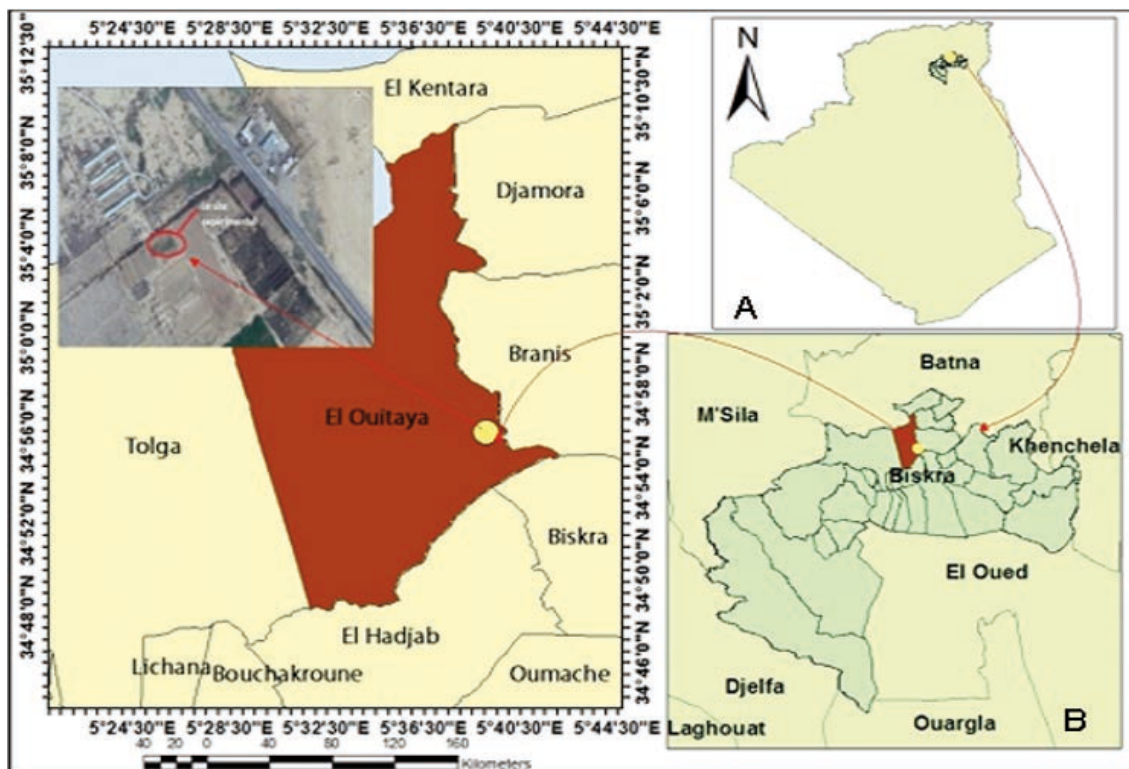 5°24'30"E 5°28'30"E 5°32'30"E 5°36'30"E 5°40'30"E 5°44'30"E
35°12'30"N
35°8'0"N
35°4'0"N
35°0'0"N
34°56'0"N
34°52'0"N
34°48'0"N
El Kentara
Djamora
Branis
El Ouitaya
Tolga
Biskra
El Hadjab
Lichana
Bouchakroune
Oumache
35°10'30"N
35°6'0"N
35°2'0"N
34°58'0"N
34°54'0"N
34°50'0"N
34°46'0"N
5°24'30"E 5°28'30"E 5°32'30"E 5°36'30"E 5°40'30"E 5°44'30"E
40 20 0 40 80 120 160
Kilometers
N
A
Batna
M'Sila
Khenchela
Biskra
El Oued
Djelfa
Laghouat
Ouargla
B